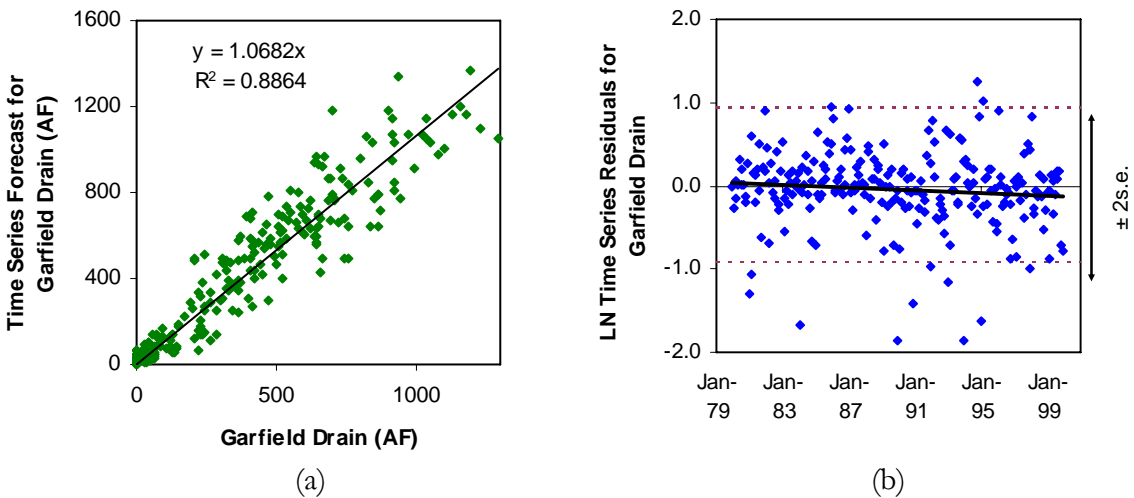 Time Series Forecast for
Garfield Drain (AF)
1600
1200
800
400
0
y = 1.0682x
R² = 0.8864
0
500
1000
Garfield Drain (AF)
(a)
LN Time Series Residuals for
Garfield Drain
2.0
1.0
0.0
-1.0
-2.0
± 2s.e.
Jan-
79
Jan-
83
Jan-
87
Jan-
91
Jan-
95
Jan-
99
(b)